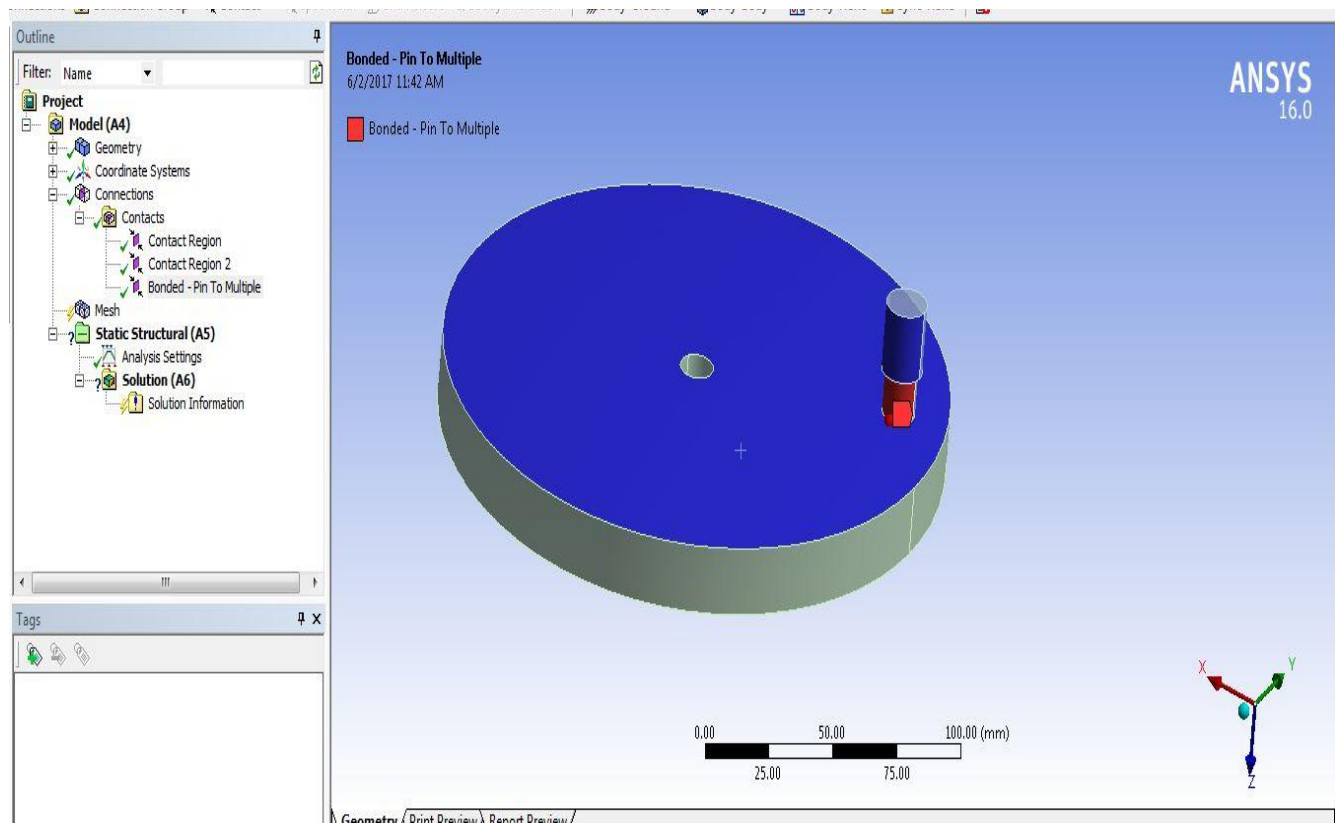 Outline
Filter: Name
Project
Model (A4)
Geometry
Coordinate Systems
Connections
Contacts
Contact Region
Contact Region 2
Bonded - Pin To Multiple
Mesh
Static Structural (A5)
Analysis Settings
Solution (A6)
Solution Information
Tags
Bonded - Pin To Multiple
6/2/2017 11:42 AM
Bonded - Pin To Multiple
ANSYS
16.0
0.00 50.00 100.00 (mm)
25.00 75.00
X Y
Z
Geometry Print Preview Report Preview